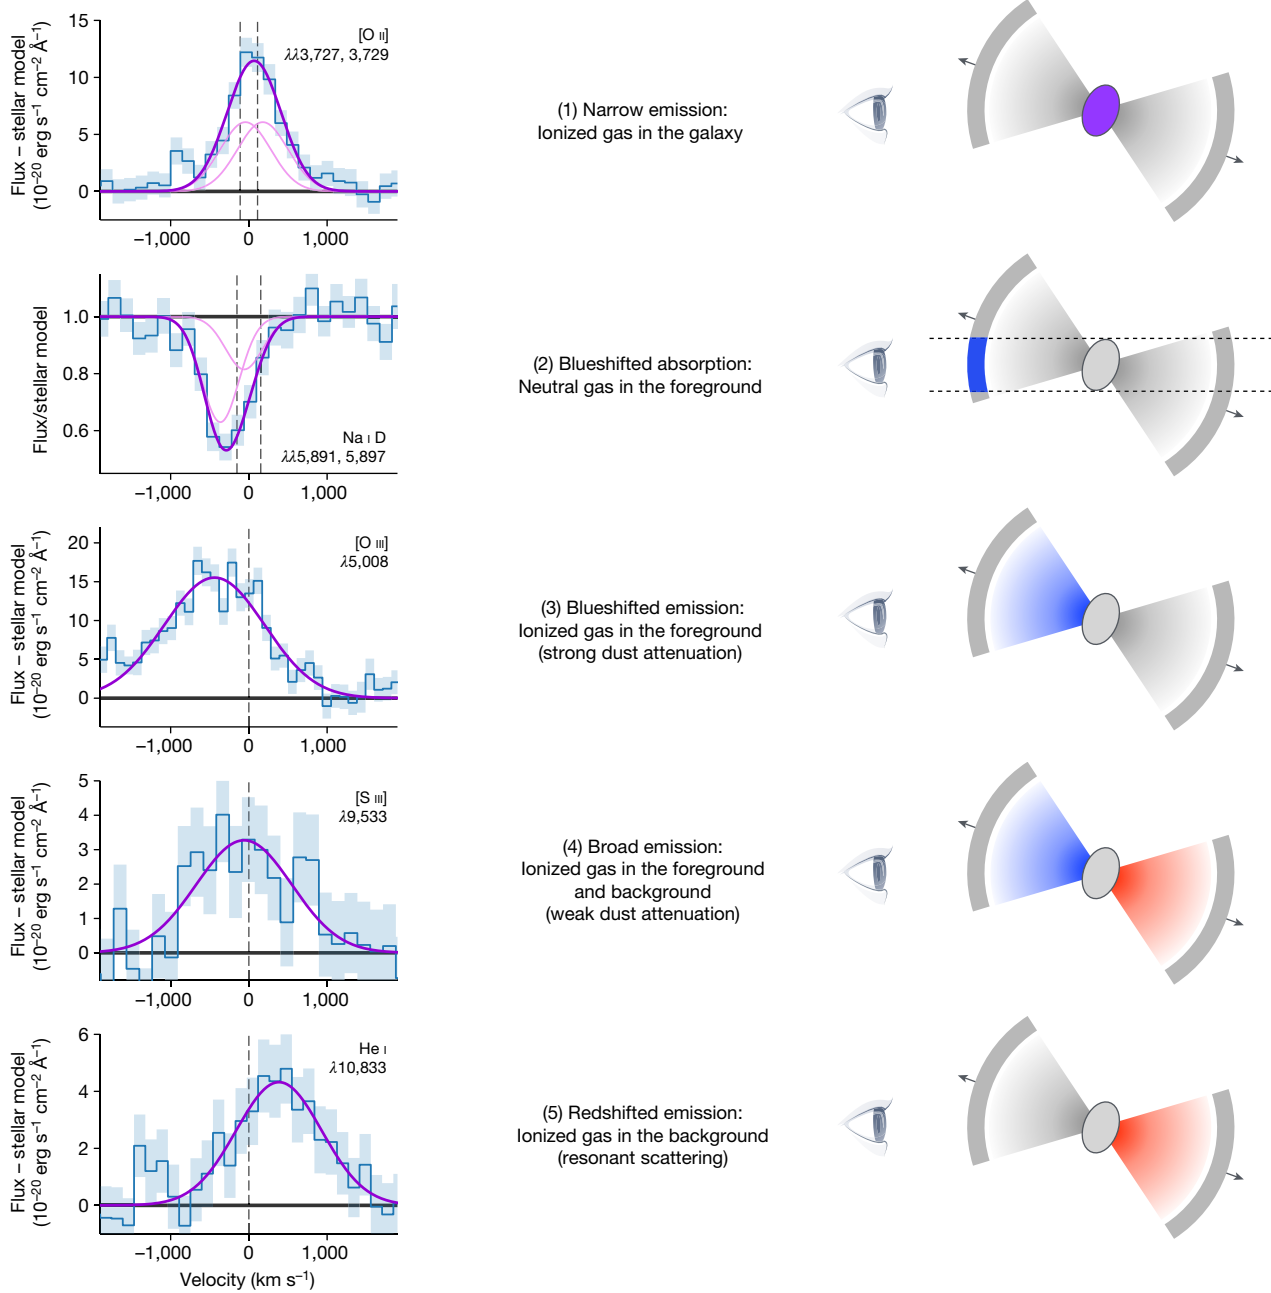 Flux – stellar model
(10⁻²⁰ erg s⁻¹ cm⁻² Å⁻¹)
15
10
5
0
[O II]
λλ3,727, 3,729
–1,000 0 1,000
(1) Narrow emission:
Ionized gas in the galaxy
Flux/stellar model
1.0
0.8
0.6
Na I D
λλ5,891, 5,897
–1,000 0 1,000
(2) Blueshifted absorption:
Neutral gas in the foreground
Flux – stellar model
(10⁻²⁰ erg s⁻¹ cm⁻² Å⁻¹)
20
15
10
5
0
[O III]
λ5,008
–1,000 0 1,000
(3) Blueshifted emission:
Ionized gas in the foreground
(strong dust attenuation)
Flux – stellar model
(10⁻²⁰ erg s⁻¹ cm⁻² Å⁻¹)
5
4
3
2
1
0
[S III]
λ9,533
–1,000 0 1,000
(4) Broad emission:
Ionized gas in the foreground
and background
(weak dust attenuation)
Flux – stellar model
(10⁻²⁰ erg s⁻¹ cm⁻² Å⁻¹)
6
4
2
0
He I
λ10,833
–1,000 0 1,000
Velocity (km s⁻¹)
(5) Redshifted emission:
Ionized gas in the background
(resonant scattering)